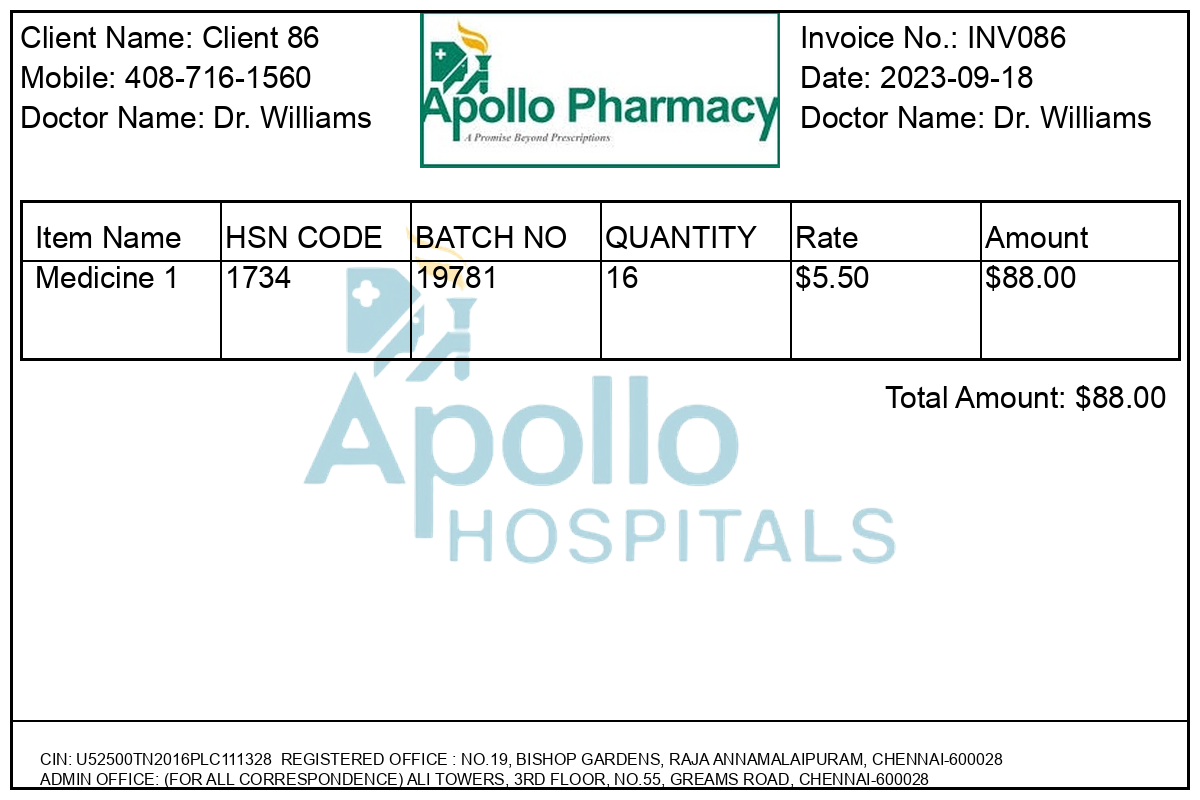 Client Name: Client 86
Mobile: 408-716-1560
Doctor Name: Dr. Williams
Apollo Pharmacy
A Promise Beyond Prescriptions
Invoice No.: INV086
Date: 2023-09-18
Doctor Name: Dr. Williams
Item Name HSN CODE BATCH NO QUANTITY Rate Amount
Medicine 1 1734 19781 16 $5.50 $88.00
Total Amount: $88.00
Apollo
HOSPITALS
CIN: U52500TN2016PLC111328 REGISTERED OFFICE : NO.19, BISHOP GARDENS, RAJA ANNAMALAIPURAM, CHENNAI-600028
ADMIN OFFICE: (FOR ALL CORRESPONDENCE) ALI TOWERS, 3RD FLOOR, NO.55, GREAMS ROAD, CHENNAI-600028